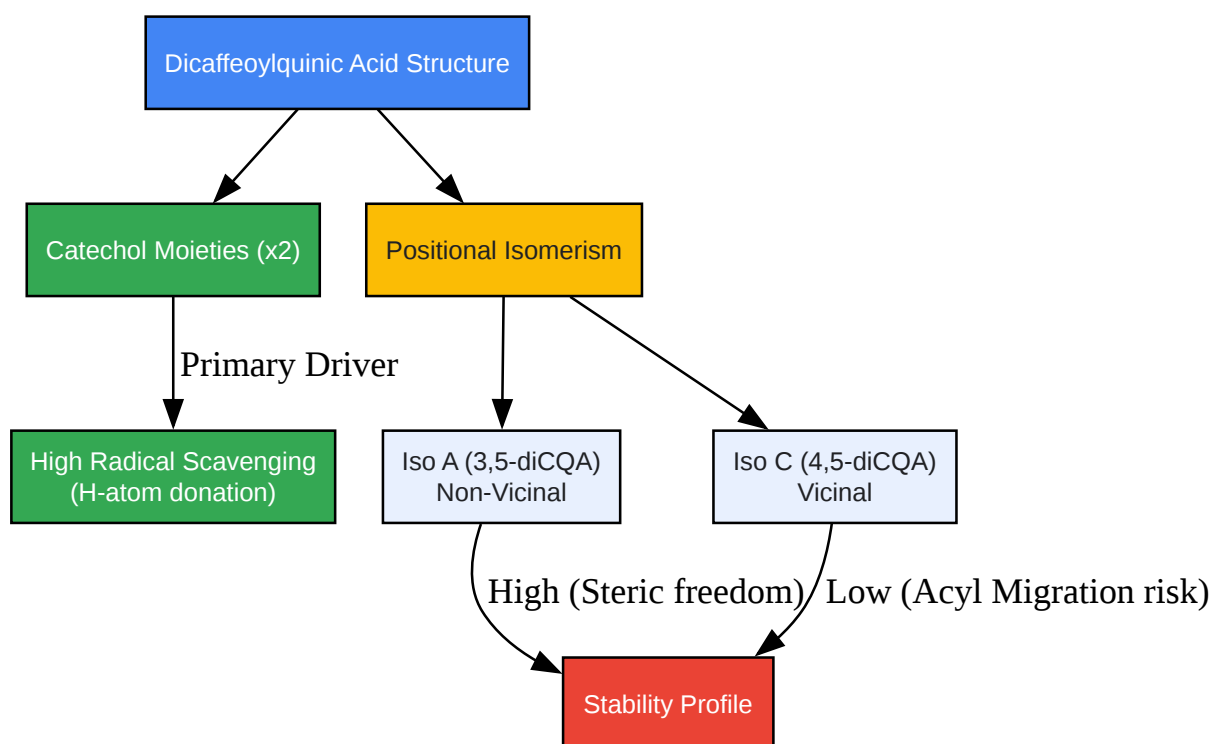 Dicaffeoylquinic Acid Structure
Catechol Moieties (x2)
Positional Isomerism
Primary Driver
High Radical Scavenging
(H-atom donation)
Iso A (3,5-diCQA)
Non-Vicinal
Iso C (4,5-diCQA)
Vicinal
High (Steric freedom)
Low (Acyl Migration risk)
Stability Profile